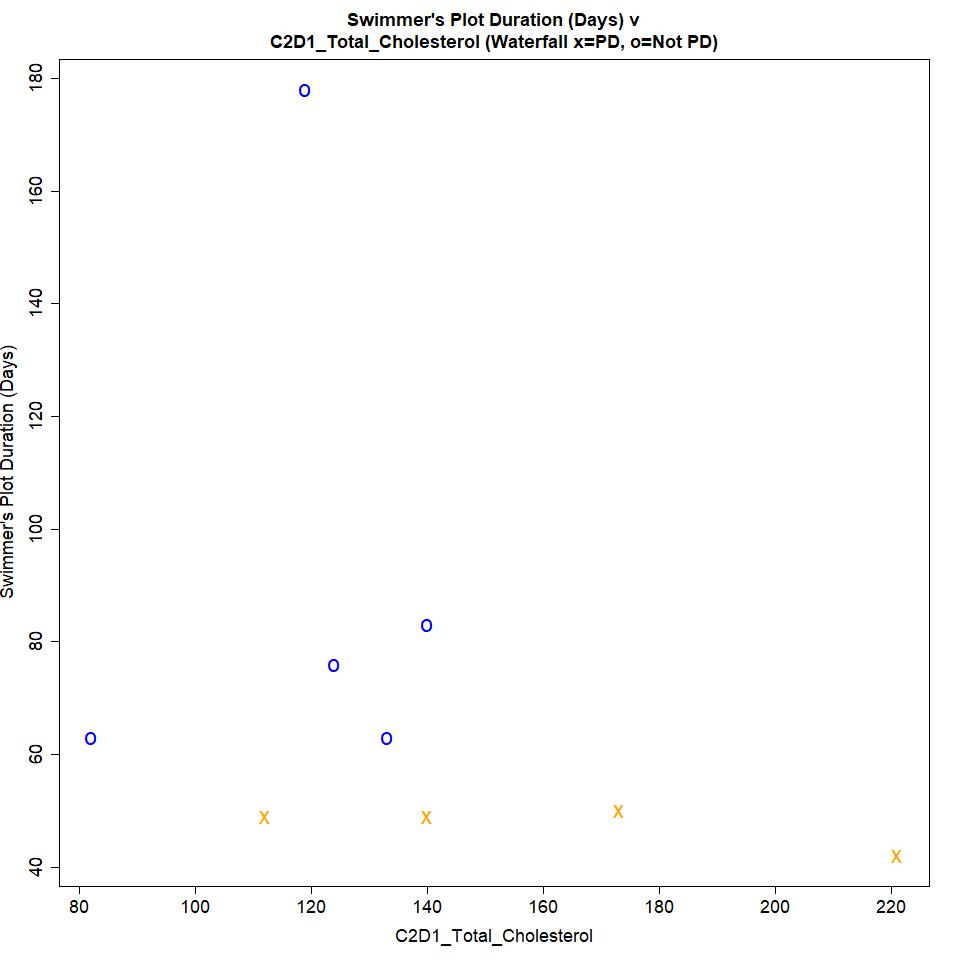 Swimmer's Plot Duration (Days) v
C2D1_Total_Cholesterol (Waterfall x=PD, o=Not PD)
Swimmer's Plot Duration (Days)
180
160
140
120
100
80
60
40
O
O
O
O
O
X
X
X
X
80 100 120 140 160 180 200 220
C2D1_Total_Cholesterol